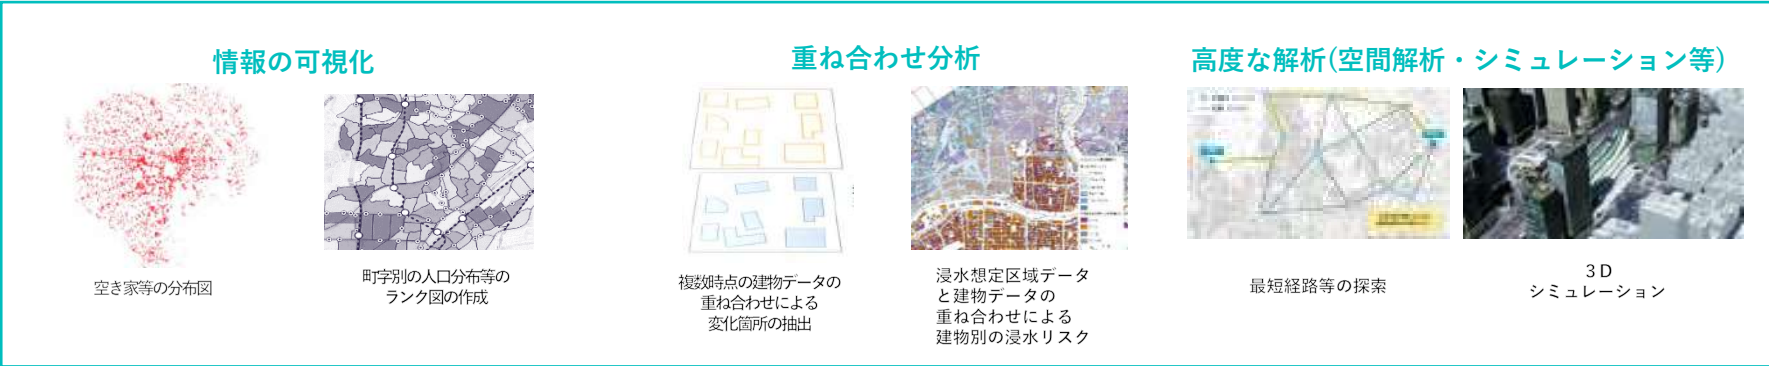 情報の可視化
空き家等の分布図
町字別の人口分布等の
ランク図の作成
重ね合わせ分析
複数時点の建物データの
重ね合わせによる
変化箇所の抽出
浸水想定区域データ
と建物データの
重ね合わせによる
建物別の浸水リスク
高度な解析(空間解析・シミュレーション等)
最短経路等の探索
３D
シミュレーション